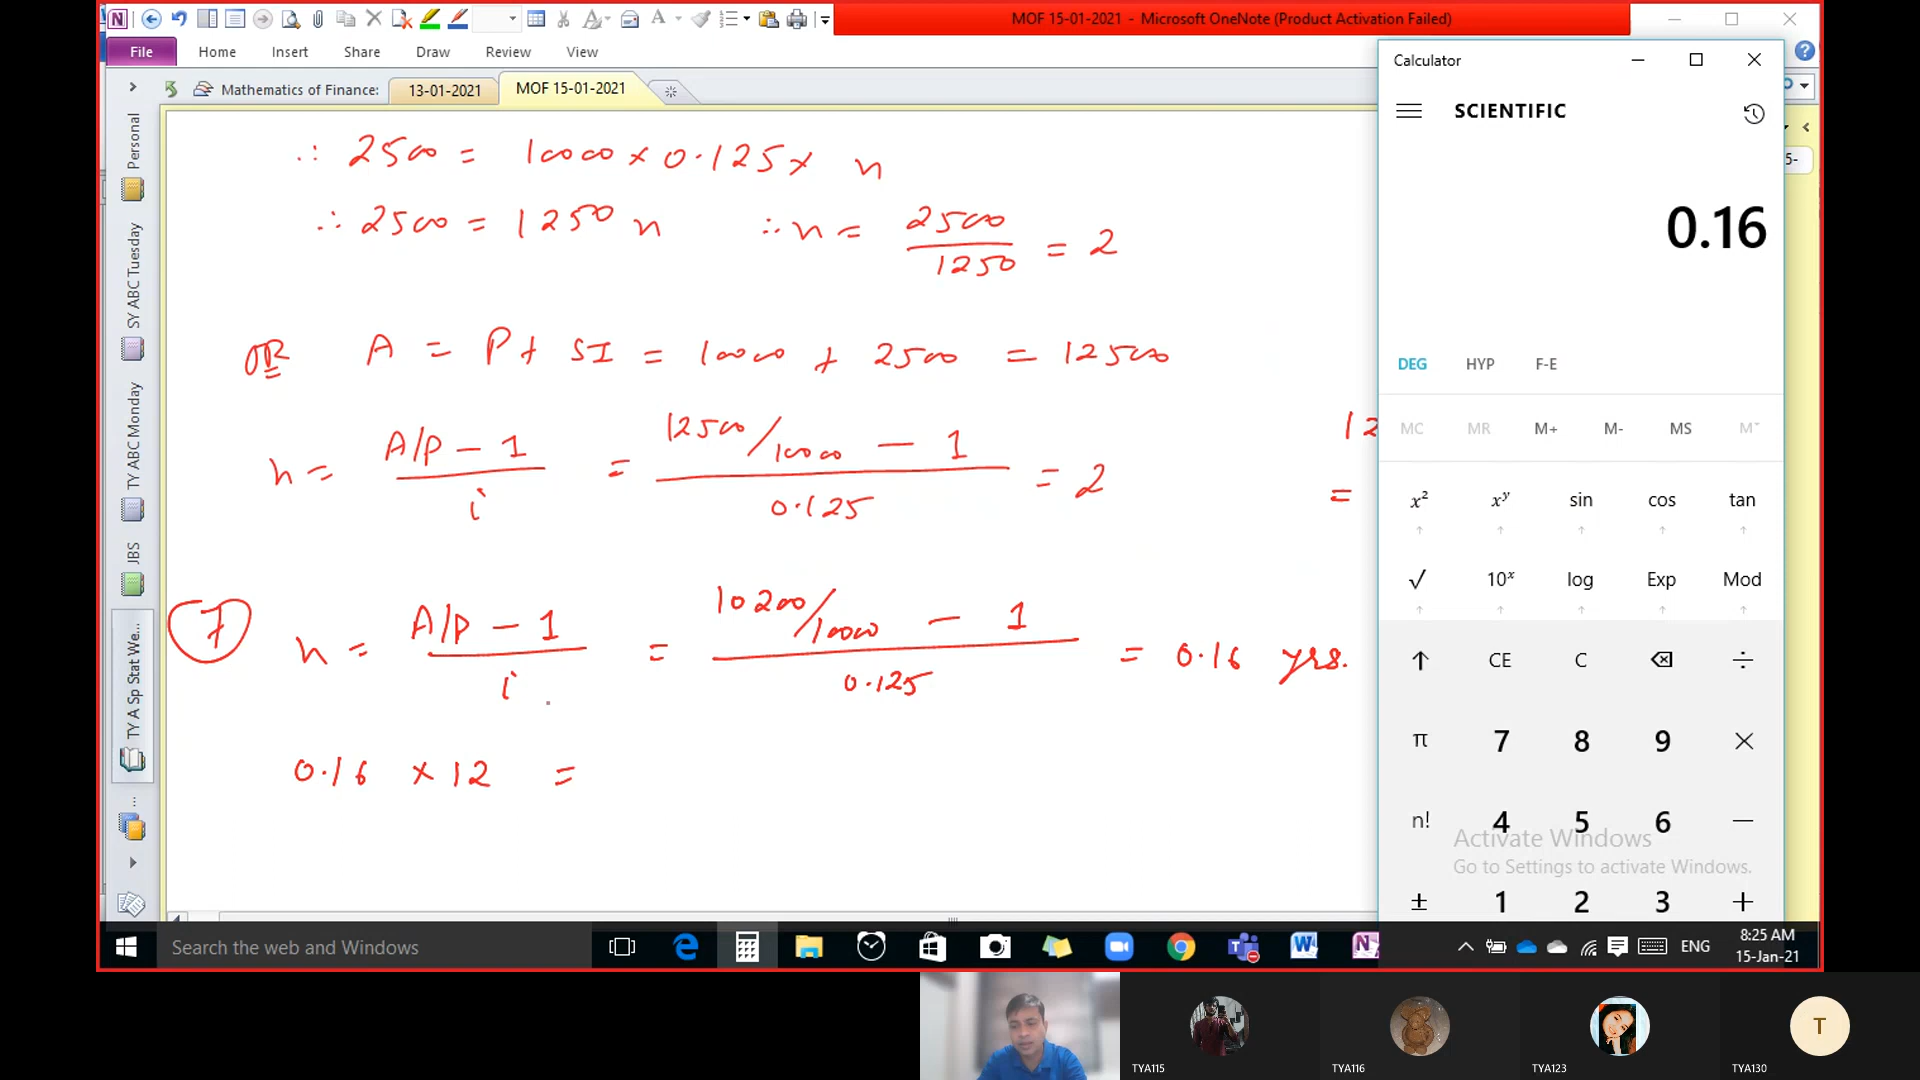 MOF 15-01-2021 - Microsoft OneNote (Product Activation Failed)
File Home Insert Share Draw Review View
Mathematics of Finance: 13-01-2021 MOF 15-01-2021
Personal
SY ABC Tuesday
TY ABC Monday
JBS
TY A Sp Stat We...
∴ 2500 = 10000 × 0.125 × n
∴ 2500 = 1250 n ∴ n = 2500/1250 = 2
OR A = P + SI = 10000 + 2500 = 12500
n = A/P - 1 / i = 12500/10000 - 1 / 0.125 = 2
12
=
7 n = A/P - 1 / i = 10200/10000 - 1 / 0.125 = 0.16 yrs.
0.16 × 12 =
Calculator
SCIENTIFIC
5-
0.16
DEG HYP F-E
MC MR M+ M- MS M˅
x² xʸ sin cos tan
√ 10ˣ log Exp Mod
↑ CE C ⌫ ÷
π 7 8 9 ×
n! 4 5 6 −
Activate Windows
Go to Settings to activate Windows.
± 1 2 3 +
Search the web and Windows
ENG
8:25 AM
15-Jan-21
TYA115 TYA116 TYA123 T TYA130